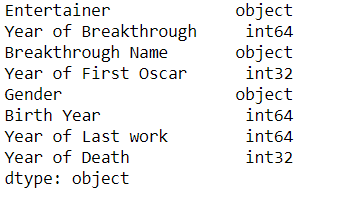 Entertainer object
Year of Breakthrough int64
Breakthrough Name object
Year of First Oscar int32
Gender object
Birth Year int64
Year of Last work int64
Year of Death int32
dtype: object